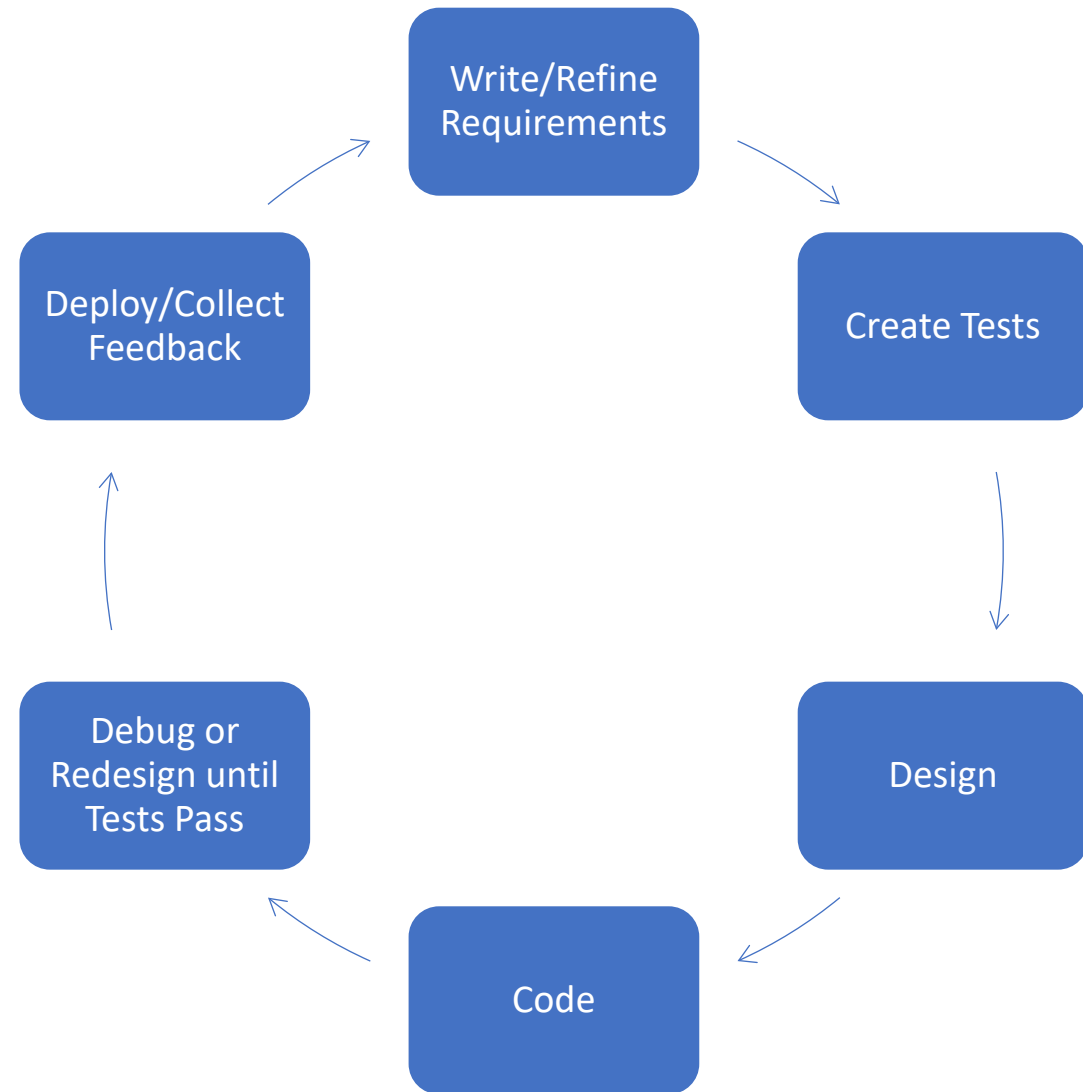 Write/Refine
Requirements
Create Tests
Design
Code
Debug or
Redesign until
Tests Pass
Deploy/Collect
Feedback